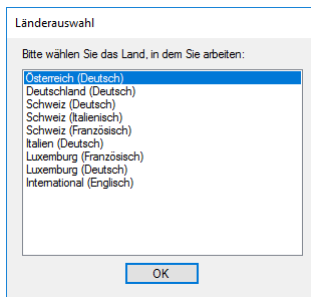 Länderauswahl
Bitte wählen Sie das Land, in dem Sie arbeiten:
Österreich (Deutsch)
Deutschland (Deutsch)
Schweiz (Deutsch)
Schweiz (Italienisch)
Schweiz (Französisch)
Italien (Deutsch)
Luxemburg (Französisch)
Luxemburg (Deutsch)
International (Englisch)
OK